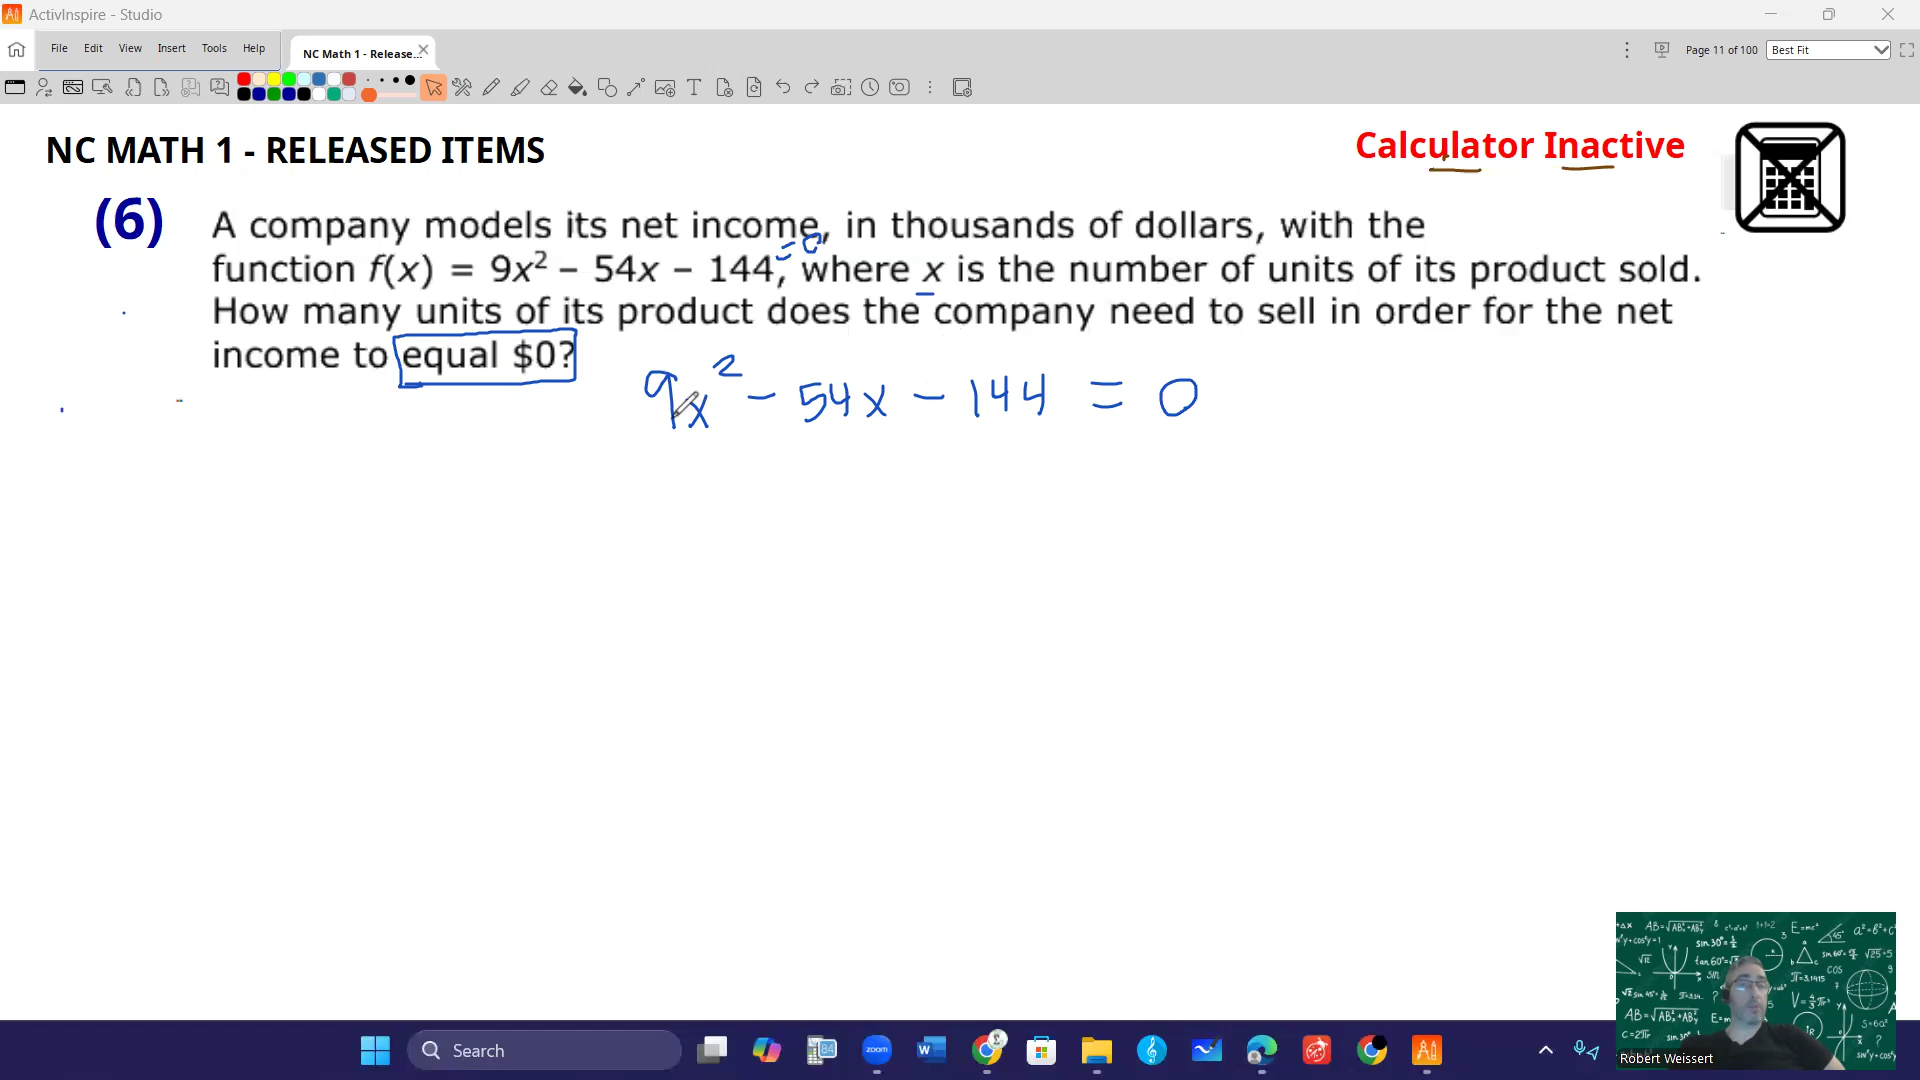 ActivInspire - Studio
File Edit View Insert Tools Help
NC Math 1 - Release...
Page 11 of 100
Best Fit
NC MATH 1 - RELEASED ITEMS
Calculator Inactive
(6)
A company models its net income, in thousands of dollars, with the
= 0
function f(x) = 9x² – 54x – 144, where x is the number of units of its product sold.
How many units of its product does the company need to sell in order for the net
income to equal $0?
9x² - 54x - 144 = 0
Search
zoom
Robert Weissert